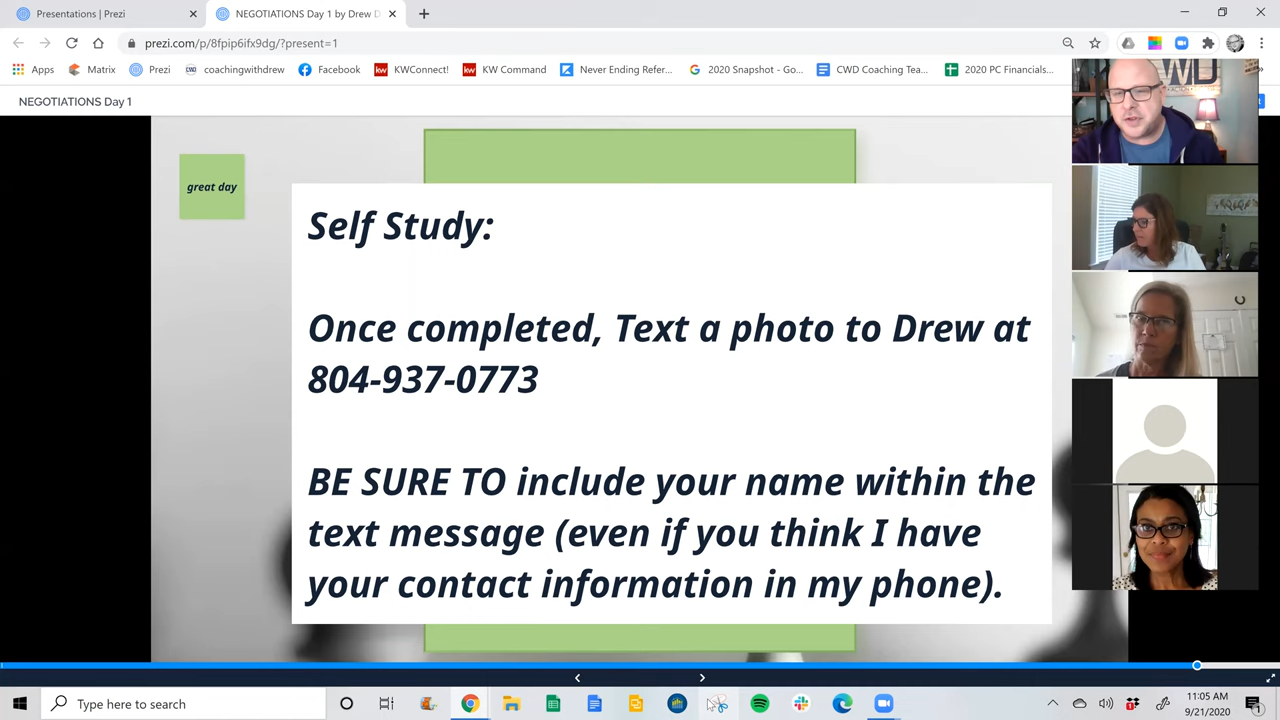 Presentations | Prezi
NEGOTIATIONS Day 1 by Drew D
prezi.com/p/8fpip6ifx9dg/?present=1
Apps
Matrix
Prezi
coachingwithdrew
Facebook
KWConnect!
KW Command
Never Ending Refer...
2020 Snapshot - Go...
CWD Coaching Tea...
2020 PC Financials...
NEGOTIATIONS Day 1
great day
Self Study:
Once completed, Text a photo to Drew at
804-937-0773
BE SURE TO include your name within the
text message (even if you think I have
your contact information in my phone).
Type here to search
11:05 AM
9/21/2020